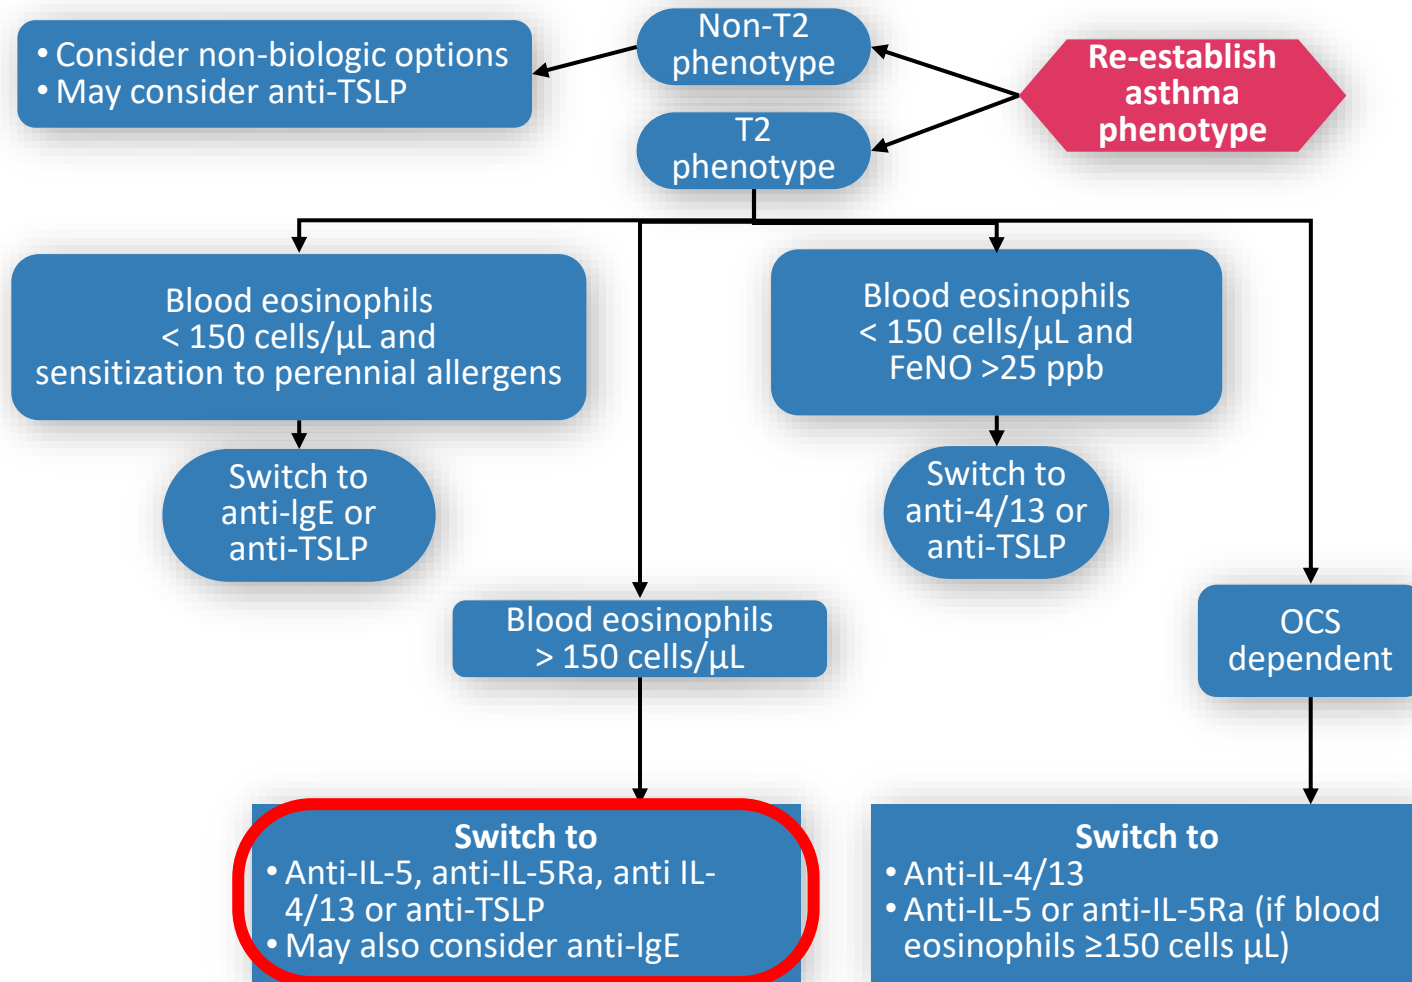 • Consider non-biologic options
• May consider anti-TSLP
Non-T2
phenotype
Re-establish
asthma
phenotype
T2
phenotype
Blood eosinophils
< 150 cells/µL and
sensitization to perennial allergens
Blood eosinophils
< 150 cells/µL and
FeNO >25 ppb
Switch to
anti-IgE or
anti-TSLP
Switch to
anti-4/13 or
anti-TSLP
Blood eosinophils
> 150 cells/µL
OCS
dependent
Switch to
• Anti-IL-5, anti-IL-5Ra, anti IL-
4/13 or anti-TSLP
• May also consider anti-IgE
Switch to
• Anti-IL-4/13
• Anti-IL-5 or anti-IL-5Ra (if blood
eosinophils ≥150 cells µL)